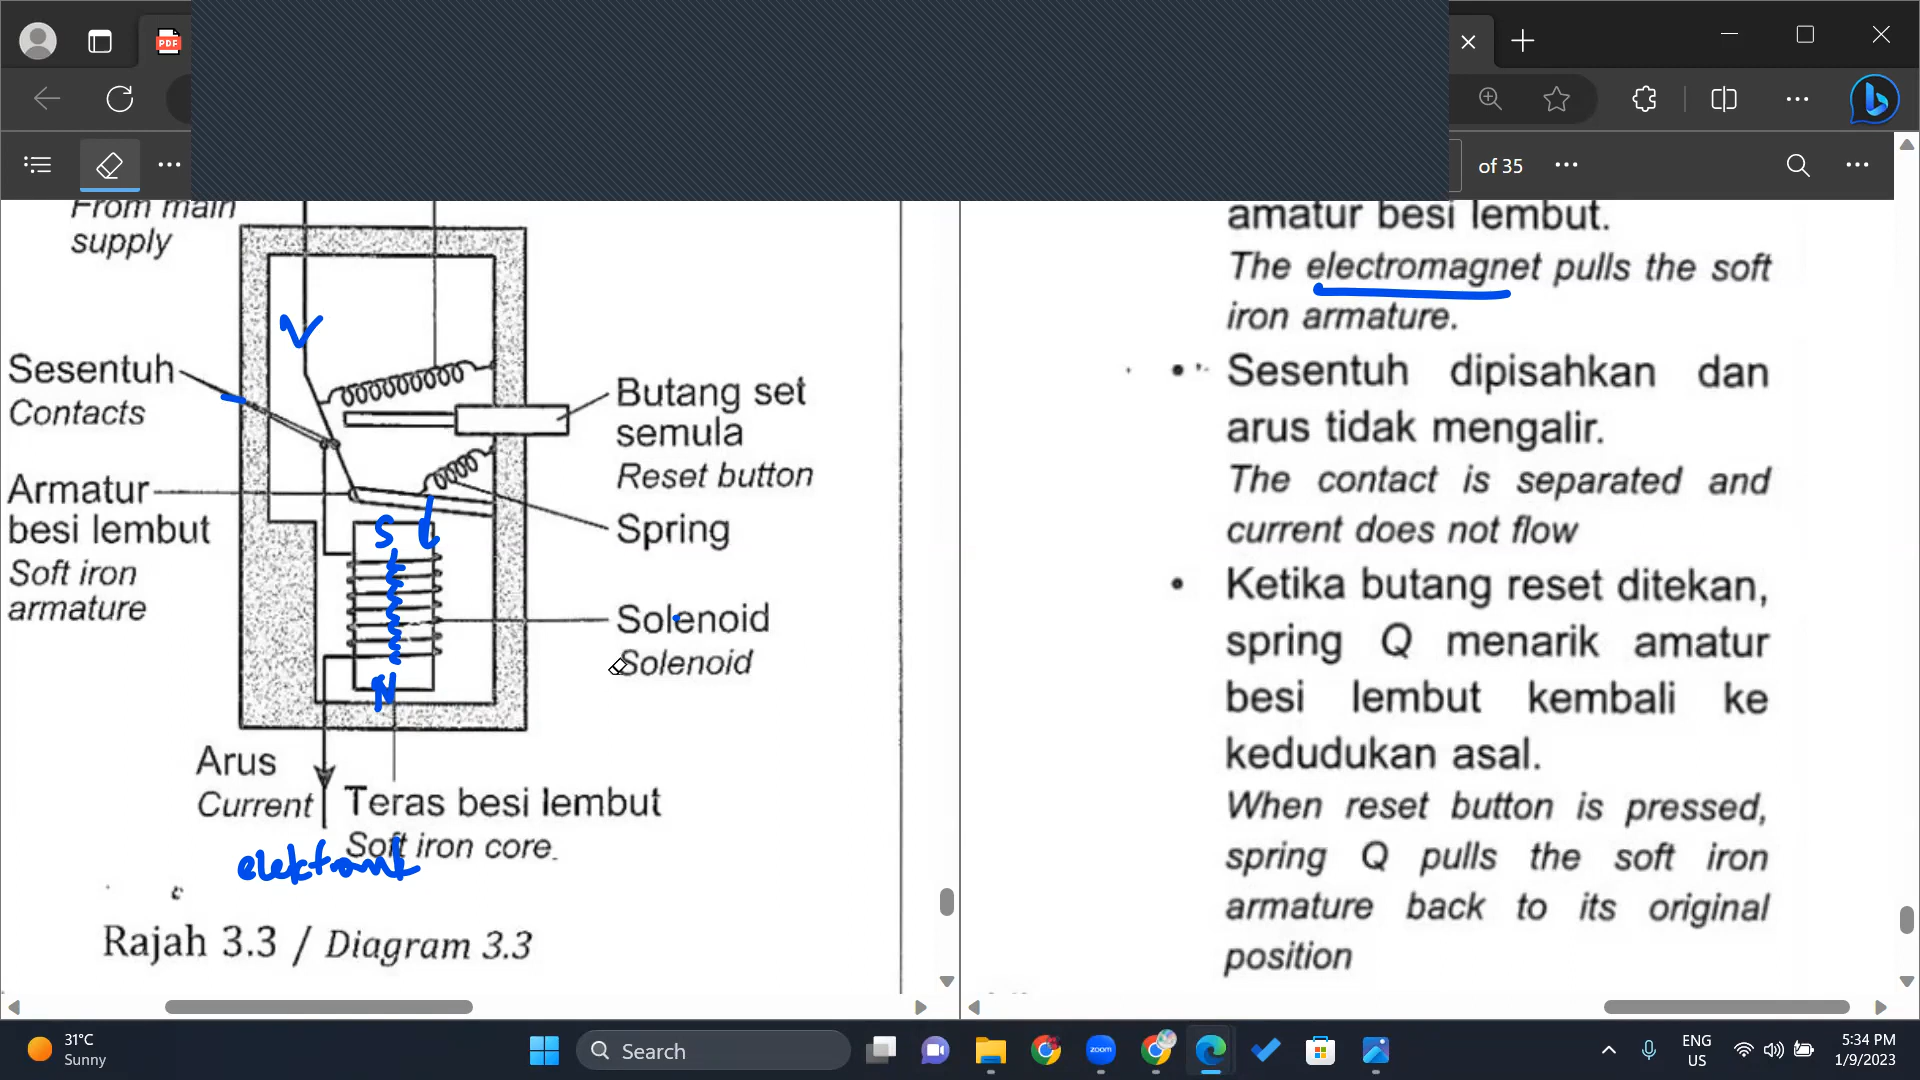 of 35
From main
supply
Sesentuh
Contacts
Butang set
semula
Reset button
Armatur
besi lembut
Soft iron
armature
Spring
S
Solenoid
Solenoid
N
Arus
Current
Teras besi lembut
Soft iron core
Rajah 3.3 / Diagram 3.3
amatur besi lembut.
The electromagnet pulls the soft
iron armature.
• Sesentuh dipisahkan dan
arus tidak mengalir.
The contact is separated and
current does not flow
• Ketika butang reset ditekan,
spring Q menarik amatur
besi lembut kembali ke
kedudukan asal.
When reset button is pressed,
spring Q pulls the soft iron
armature back to its original
position
31°C
Sunny
Search
zoom
ENG
US
5:34 PM
1/9/2023
PDF